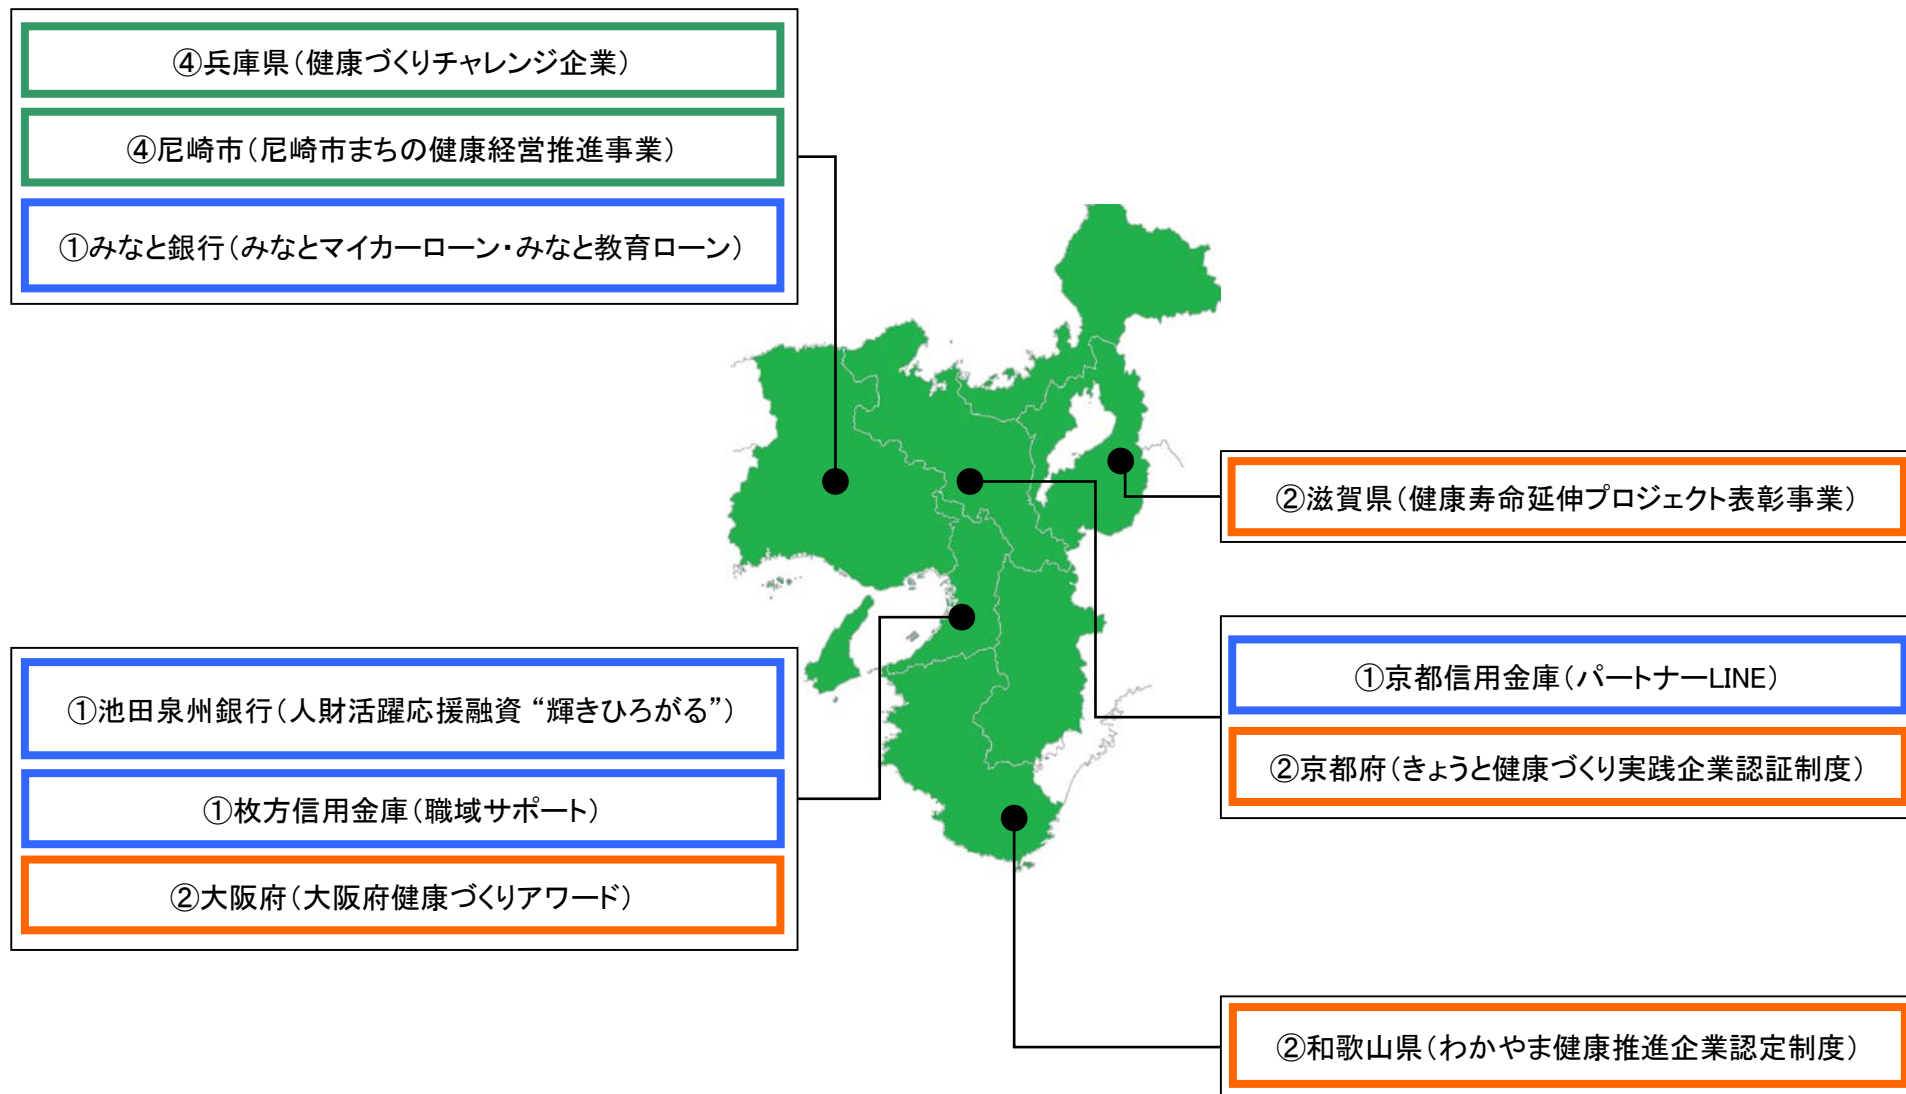 ④兵庫県（健康づくりチャレンジ企業）
④尼崎市（尼崎市まちの健康経営推進事業）
①みなと銀行（みなとマイカーローン・みなと教育ローン）
②滋賀県（健康寿命延伸プロジェクト表彰事業）
①京都信用金庫（パートナーLINE）
②京都府（きょうと健康づくり実践企業認証制度）
①池田泉州銀行（人財活躍応援融資 “輝きひろがる”）
①枚方信用金庫（職域サポート）
②大阪府（大阪府健康づくりアワード）
②和歌山県（わかやま健康推進企業認定制度）